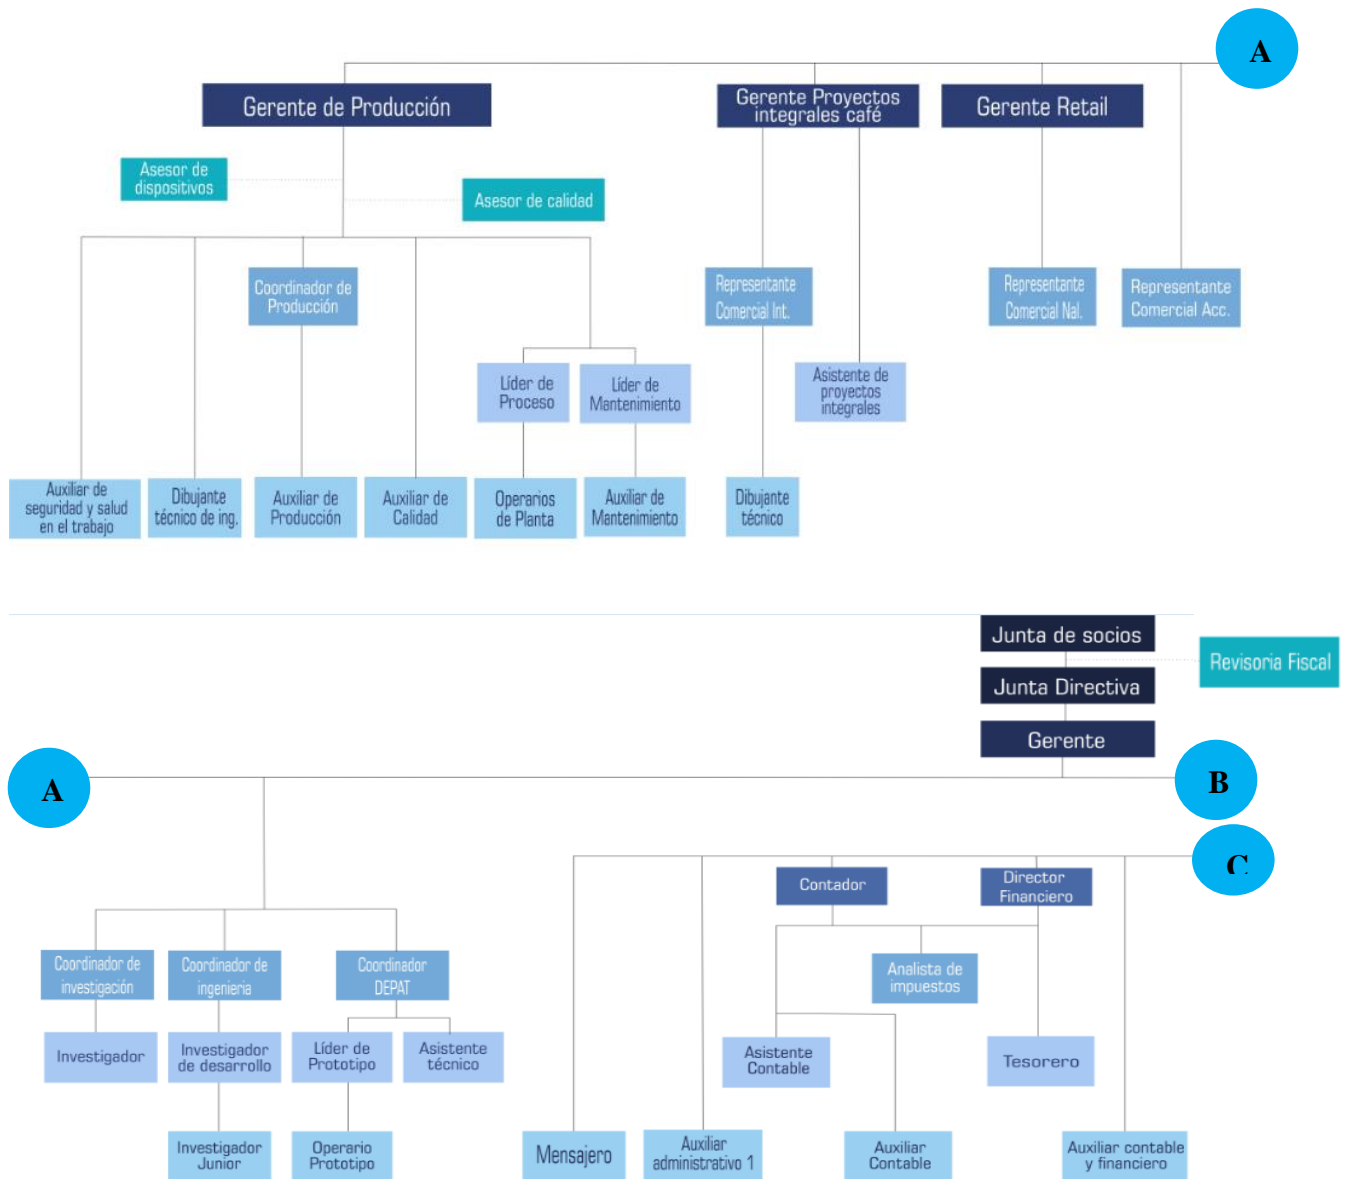 A
Gerente de Producción
Gerente Proyectos
integrales café
Gerente Retail
Asesor de
dispositivos
Asesor de calidad
Coordinador de
Producción
Representante
Comercial Int.
Representante
Comercial Nal.
Representante
Comercial Acc.
Líder de
Proceso
Líder de
Mantenimiento
Asistente de
proyectos
integrales
Auxiliar de
seguridad y salud
en el trabajo
Dibujante
técnico de ing.
Auxiliar de
Producción
Auxiliar de
Calidad
Operarios
de Planta
Auxiliar de
Mantenimiento
Dibujante
técnico
Junta de socios
Revisoria Fiscal
Junta Directiva
Gerente
A
B
C
Contador
Director
Financiero
Coordinador de
investigación
Coordinador de
ingenieria
Coordinador
DEPAT
Analista de
impuestos
Investigador
Investigador
de desarrollo
Líder de
Prototipo
Asistente
técnico
Asistente
Contable
Tesorero
Investigador
Junior
Operario
Prototipo
Mensajero
Auxiliar
administrativo 1
Auxiliar
Contable
Auxiliar contable
y financiero